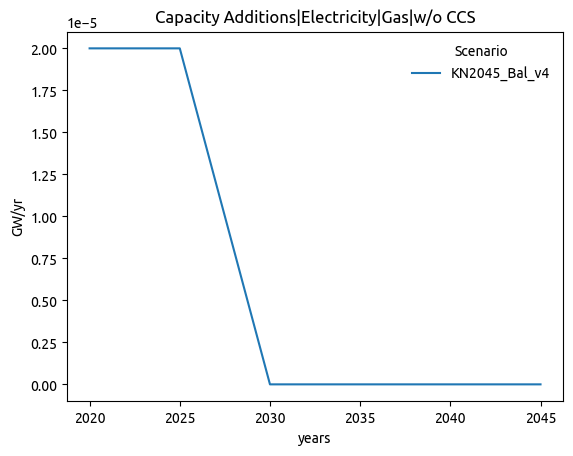 Capacity Additions|Electricity|Gas|w/o CCS
1e−5
2.00
1.75
1.50
1.25
1.00
0.75
0.50
0.25
0.00
GW/yr
Scenario
KN2045_Bal_v4
2020 2025 2030 2035 2040 2045
years